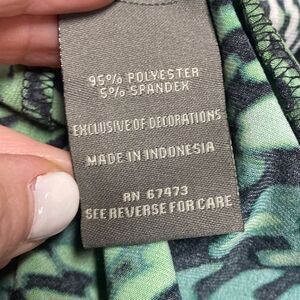 95% POLYESTER
5% SPANDEX
EXCLUSIVE OF DECORATIONS
MADE IN INDONESIA
RN 67473
SEE REVERSE FOR CARE